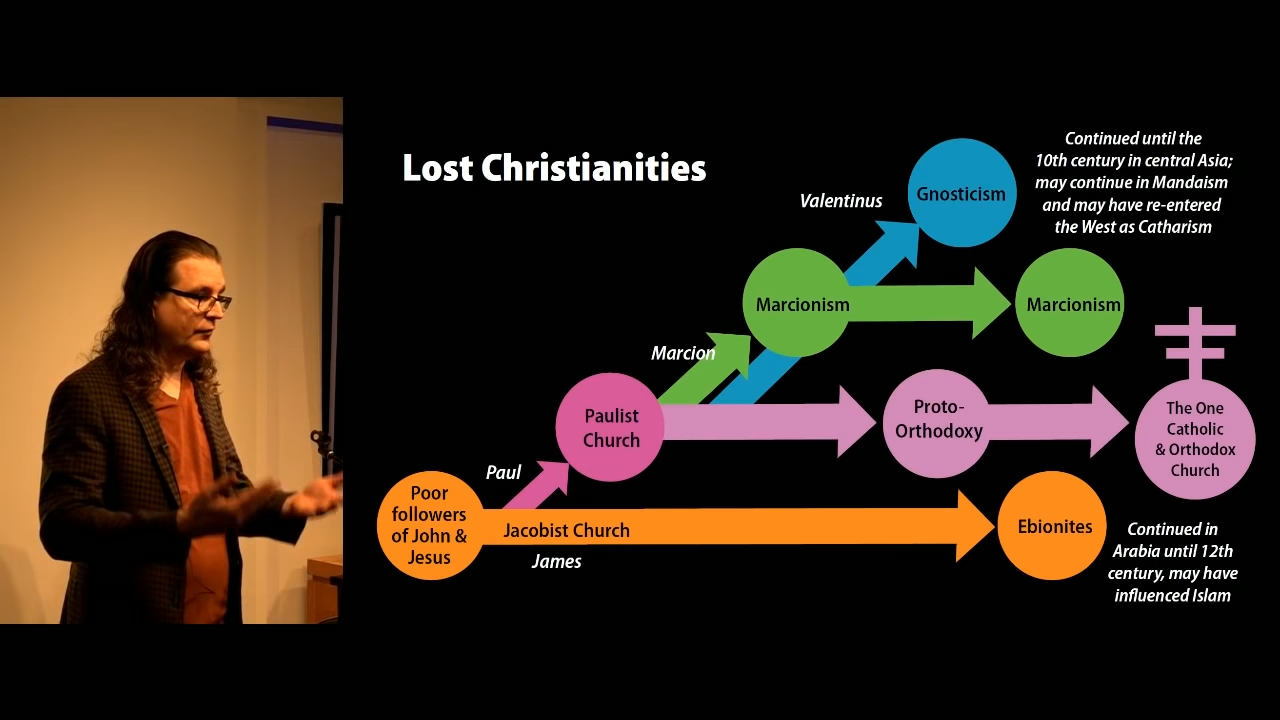 Lost Christianities
Continued until the
10th century in central Asia;
may continue in Mandaism
and may have re-entered
the West as Catharism
Valentinus
Gnosticism
Marcionism
Marcionism
Marcion
Paulist
Church
Proto-
Orthodoxy
The One
Catholic
& Orthodox
Church
Paul
Poor
followers
of John &
Jesus
Jacobist Church
James
Ebionites
Continued in
Arabia until 12th
century, may have
influenced Islam